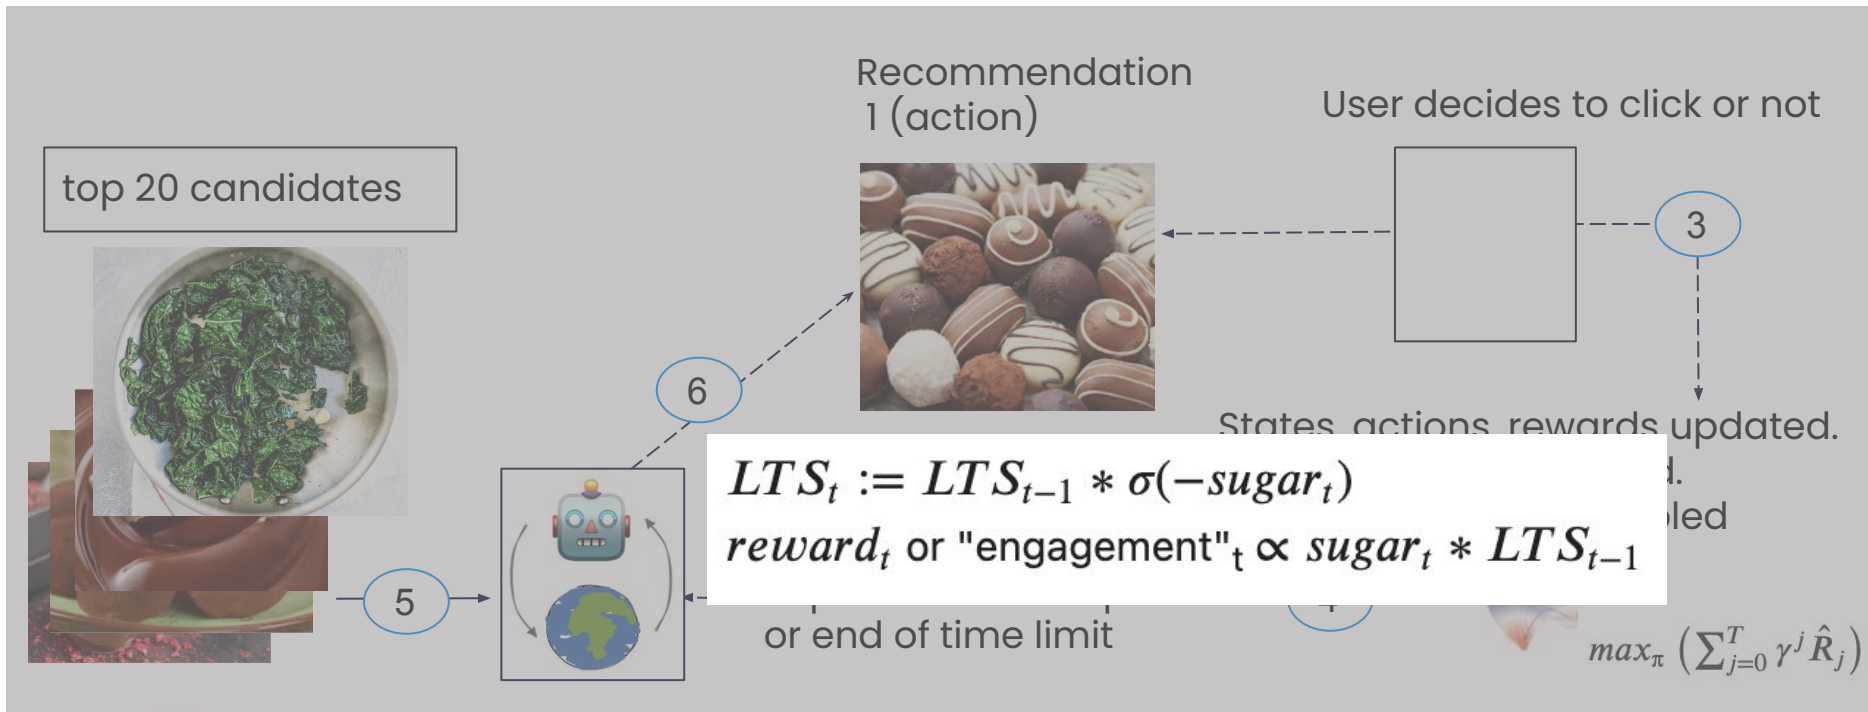 Recommendation
1 (action)
User decides to click or not
top 20 candidates
3
6
States, actions, rewards updated.
d.
LTS_t := LTS_{t−1} * σ(−sugar_t)
oled
reward_t or "engagement"_t ∝ sugar_t * LTS_{t−1}
5
4
or end of time limit
max_π (∑_{j=0}^T γ^j R̂_j)